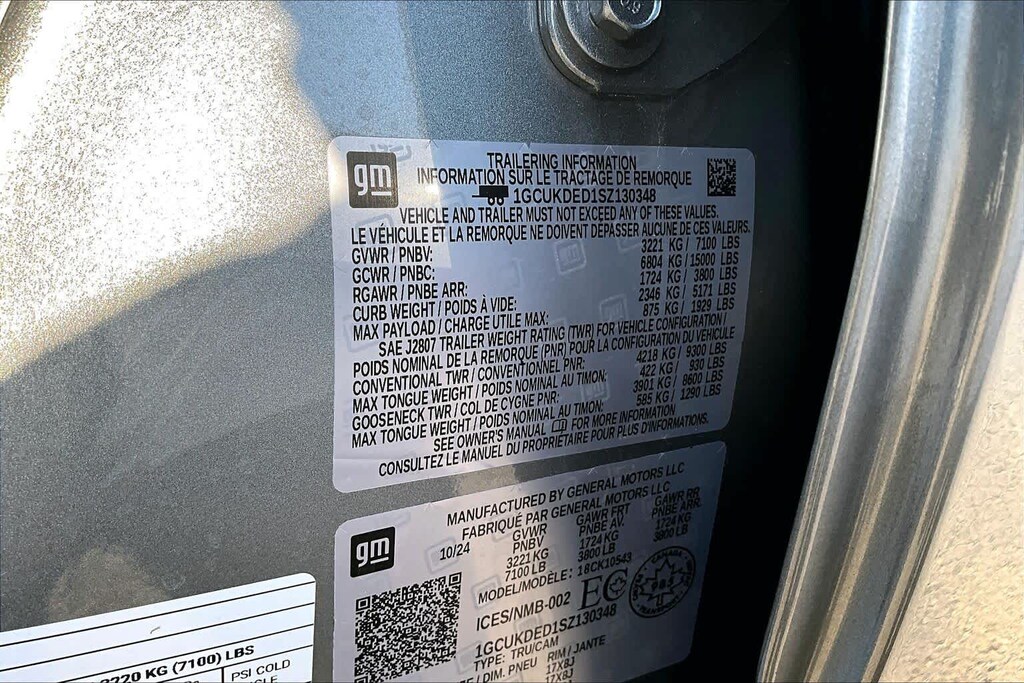 gm
TRAILERING INFORMATION
INFORMATION SUR LE TRACTAGE DE REMORQUE
1GCUKDED1SZ130348
VEHICLE AND TRAILER MUST NOT EXCEED ANY OF THESE VALUES.
LE VÉHICULE ET LA REMORQUE NE DOIVENT DEPASSER AUCUNE DE CES VALEURS.
GVWR / PNBV: 3221 KG / 7100 LBS
GCWR / PNBC: 6804 KG / 15000 LBS
RGAWR / PNBE ARR: 1724 KG / 3800 LBS
CURB WEIGHT / POIDS À VIDE: 2346 KG / 5171 LBS
MAX PAYLOAD / CHARGE UTILE MAX: 875 KG / 1929 LBS
SAE J2807 TRAILER WEIGHT RATING (TWR) FOR VEHICLE CONFIGURATION /
POIDS NOMINAL DE LA REMORQUE (PNR) POUR LA CONFIGURATION DU VÉHICULE
CONVENTIONAL TWR / CONVENTIONNEL PNR: 4218 KG / 9300 LBS
MAX TONGUE WEIGHT / POIDS NOMINAL AU TIMON: 422 KG / 930 LBS
GOOSENECK TWR / COL DE CYGNE PNR: 3901 KG / 8600 LBS
MAX TONGUE WEIGHT / POIDS NOMINAL AU TIMON: 585 KG / 1290 LBS
SEE OWNER'S MANUAL FOR MORE INFORMATION
CONSULTEZ LE MANUEL DU PROPRIÉTAIRE POUR PLUS D'INFORMATIONS.
gm
MANUFACTURED BY GENERAL MOTORS LLC
FABRIQUÉ PAR GENERAL MOTORS LLC
10/24 GVWR GAWR FRT GAWR RR
PNBV PNBE AV. PNBE ARR.
3221 KG 1724 KG 1724 KG
7100 LB 3800 LB 3800 LB
MODEL/MODÈLE: 18CK10543
ICES/NMB-002 EC
CANADA
1GCUKDED1SZ130348
TYPE: TRU/CAM
/ DIM. PNEU RIM / JANTE
17X8J
17X8J
(7100) LBS
PSI COLD